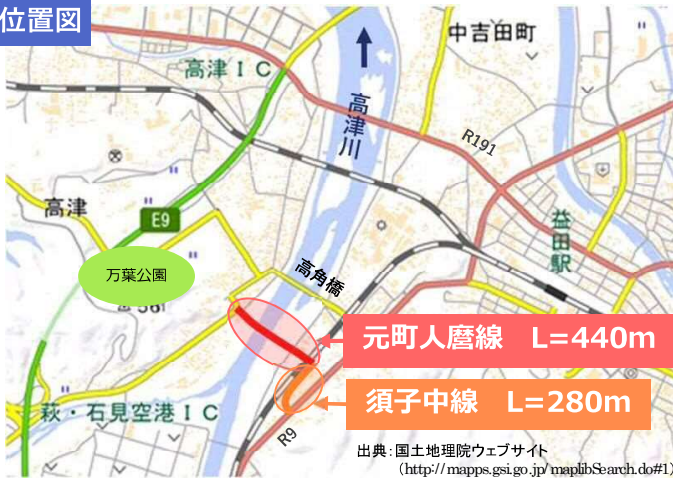 位置図
中吉田町
高津ＩＣ
高津川
R191
高津
E9
益田駅
万葉公園
高角橋
元町人麿線　L=440m
須子中線　L=280m
萩・石見空港ＩＣ
R9
出典：国土地理院ウェブサイト
（http://mapps.gsi.go.jp/maplibSearch.do#1）